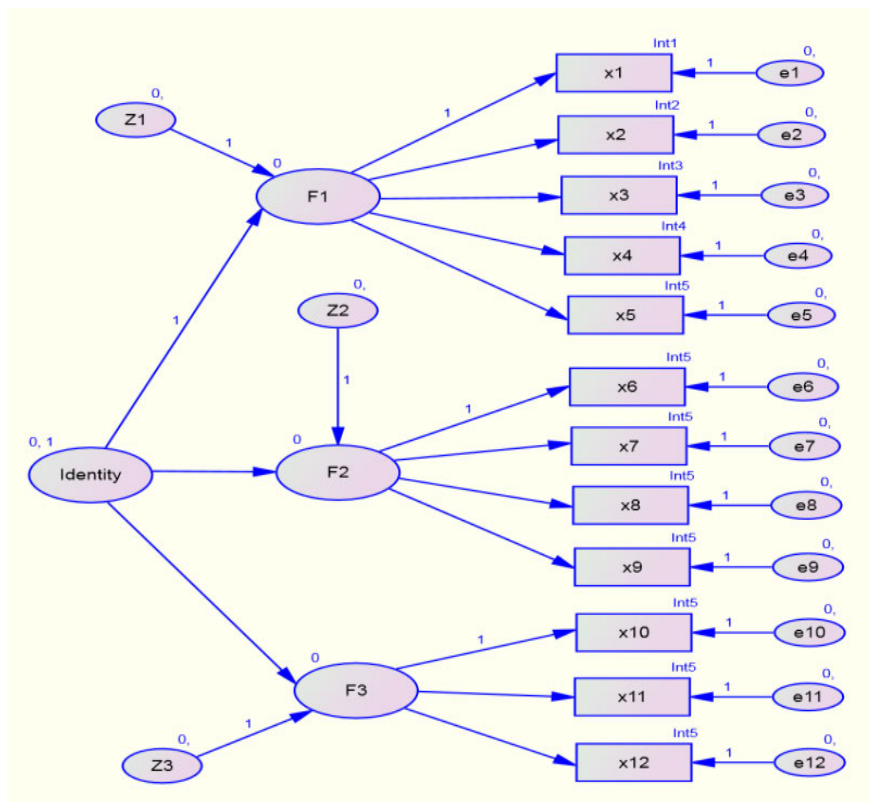 Int1
0,
x1
1
e1
0,
Z1
1
1
Int2
0,
x2
1
e2
0
F1
Int3
0,
x3
1
e3
Int4
0,
x4
1
e4
Int5
0,
x5
1
e5
0,
Z2
1
1
Int5
0,
x6
1
e6
1
Int5
0,
x7
1
e7
0, 1
Identity
0
F2
Int5
0,
x8
1
e8
Int5
0,
x9
1
e9
Int5
0,
x10
1
e10
1
0
F3
Int5
0,
x11
1
e11
0,
Z3
1
Int5
0,
x12
1
e12